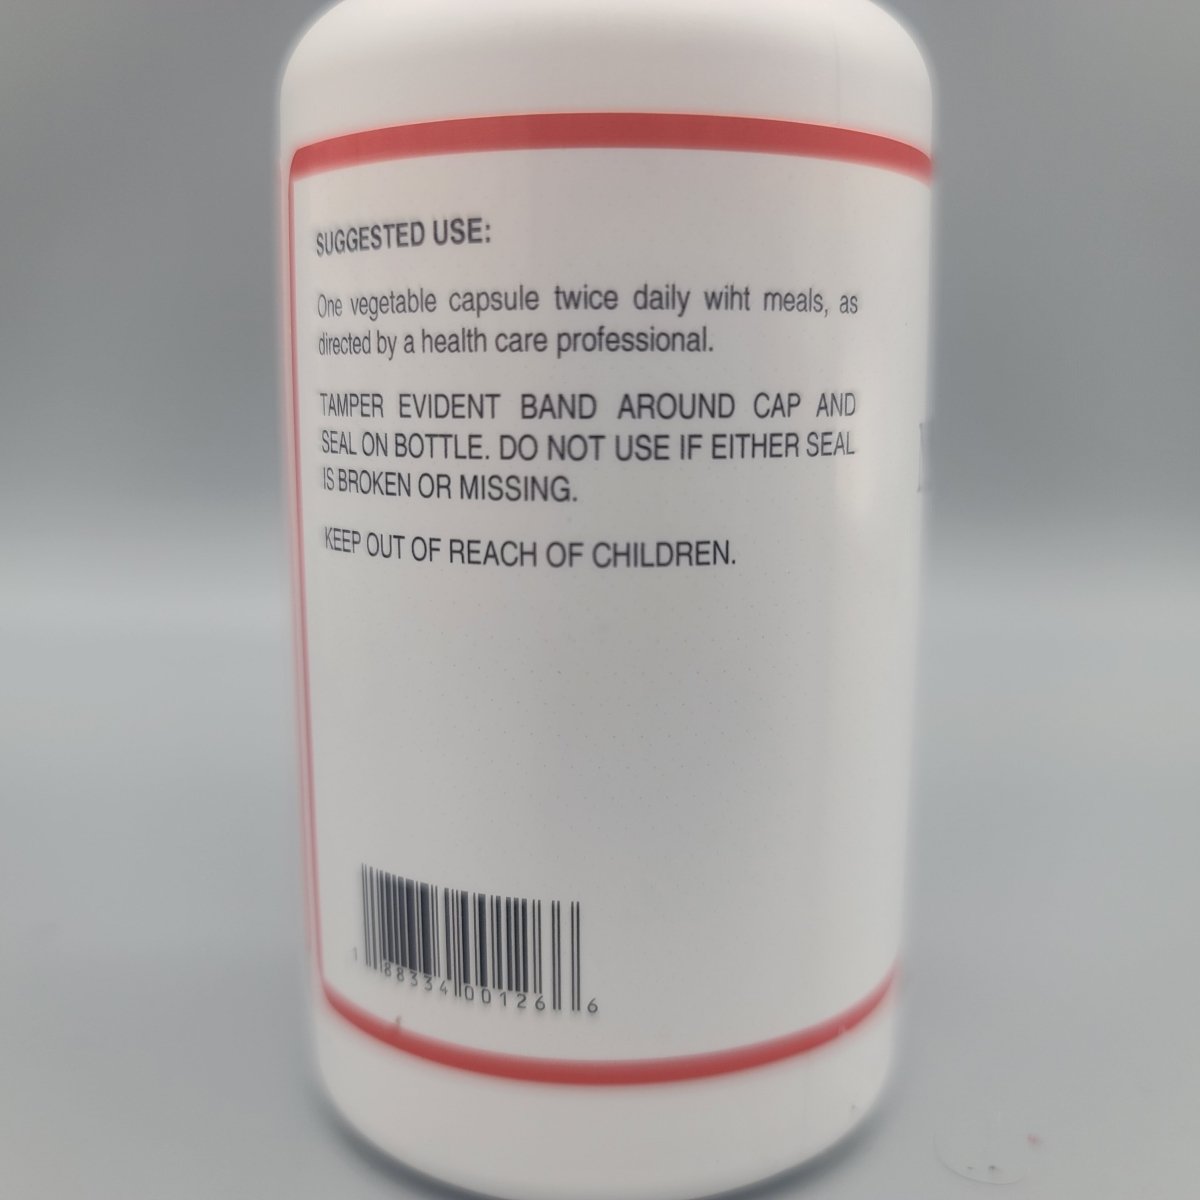 SUGGESTED USE:
One vegetable capsule twice daily wiht meals, as
directed by a health care professional.
TAMPER EVIDENT BAND AROUND CAP AND
SEAL ON BOTTLE. DO NOT USE IF EITHER SEAL
IS BROKEN OR MISSING.
KEEP OUT OF REACH OF CHILDREN.
1 88334 00126 6